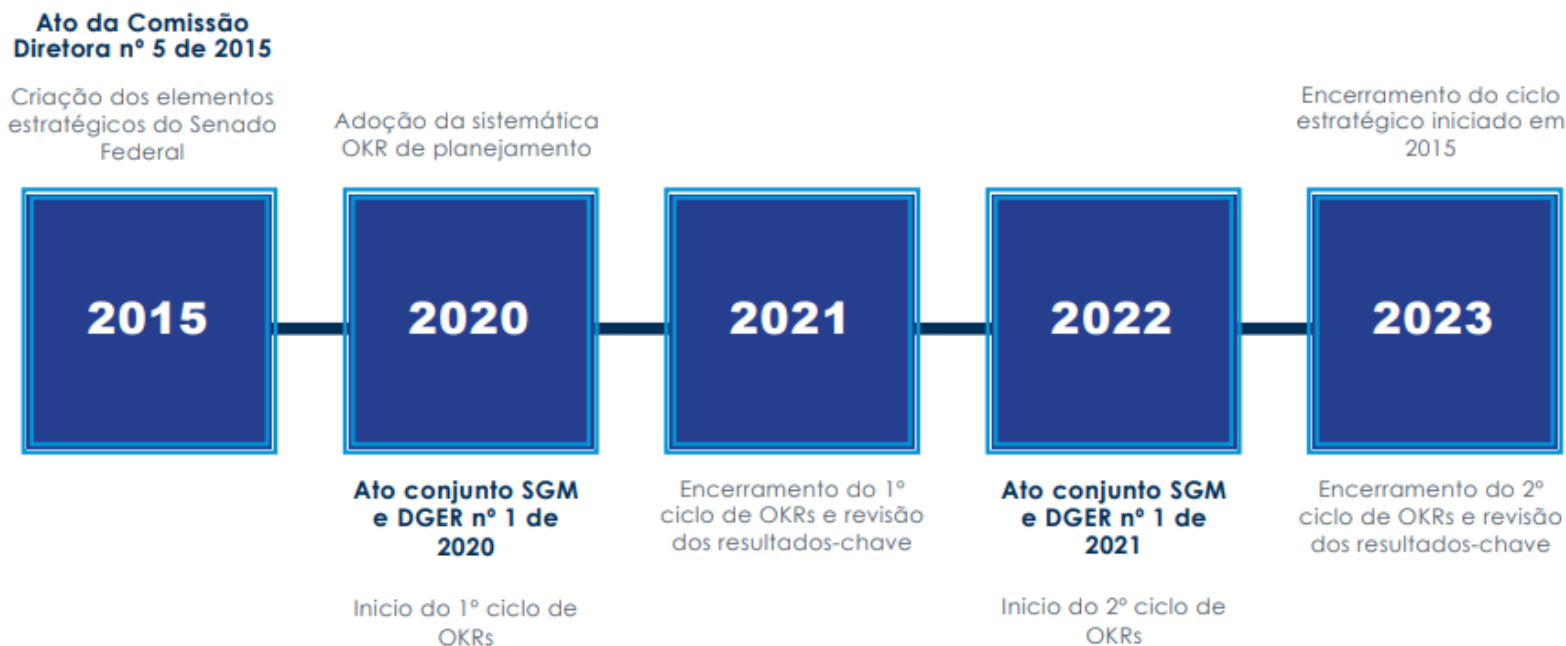 Ato da Comissão
Diretora nº 5 de 2015
Criação dos elementos
estratégicos do Senado
Federal
Adoção da sistemática
OKR de planejamento
Encerramento do ciclo
estratégico iniciado em
2015
2015
2020
2021
2022
2023
Ato conjunto SGM
e DGER nº 1 de
2020
Inicio do 1º ciclo de
OKRs
Encerramento do 1º
ciclo de OKRs e revisão
dos resultados-chave
Ato conjunto SGM
e DGER nº 1 de
2021
Inicio do 2º ciclo de
OKRs
Encerramento do 2º
ciclo de OKRs e revisão
dos resultados-chave